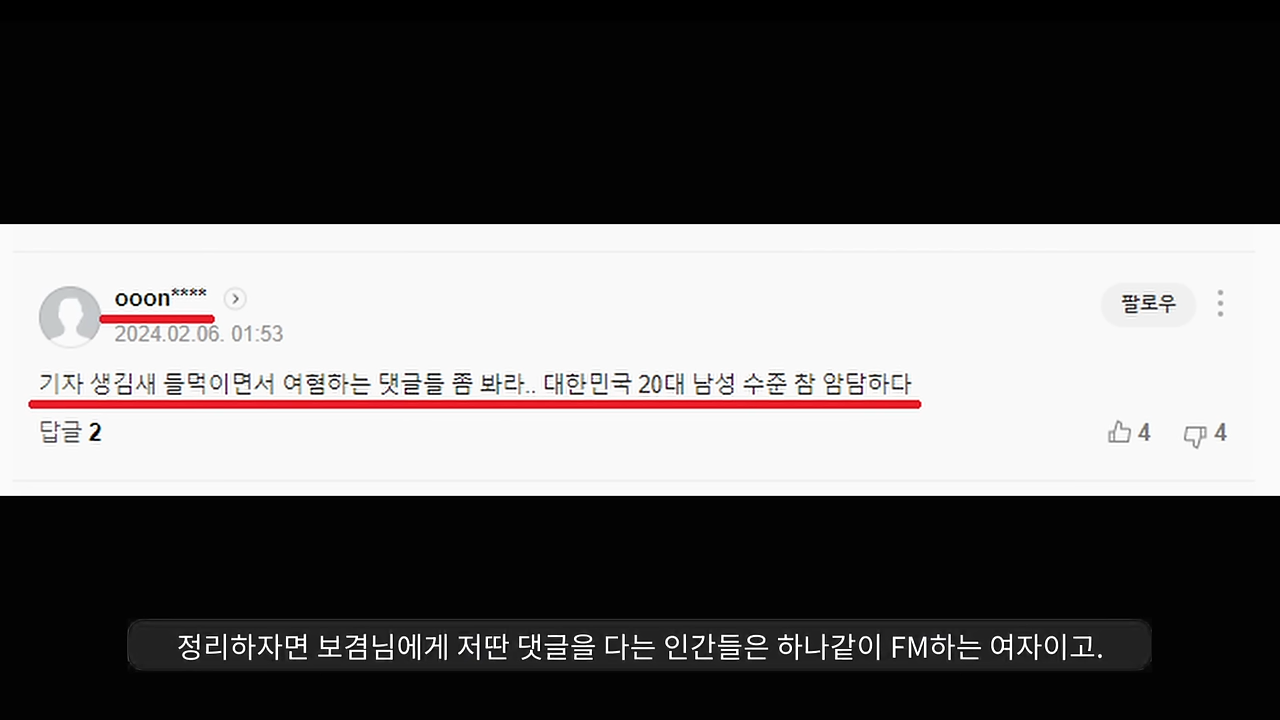 ooon****
팔로우
2024.02.06. 01:53
기자 생김새 들먹이면서 여혐하는 댓글들 좀 봐라.. 대한민국 20대 남성 수준 참 암담하다
답글 2
4 4
정리하자면 보겸님에게 저딴 댓글을 다는 인간들은 하나같이 FM하는 여자이고.